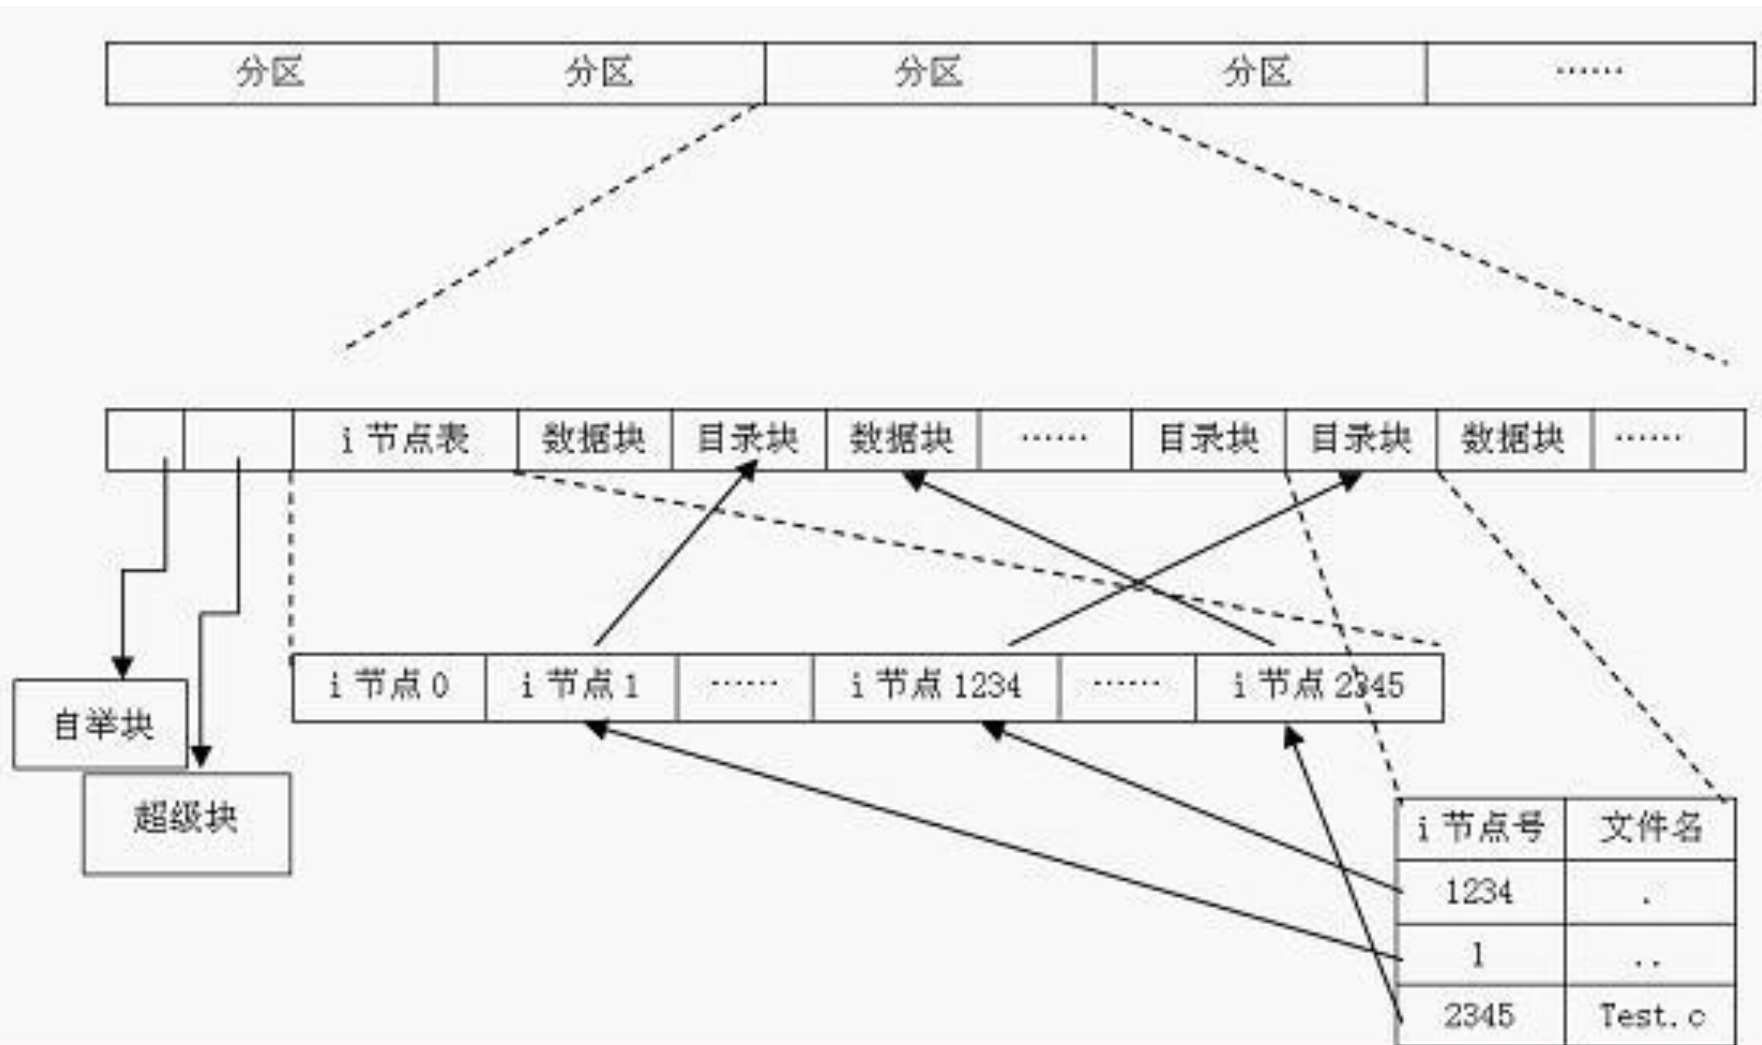 分区 分区 分区 分区 ……
i 节点表 数据块 目录块 数据块 …… 目录块 目录块 数据块 ……
i 节点 0 i 节点 1 …… i 节点 1234 …… i 节点 2345
自举块
超级块
i 节点号 文件名
1234 .
1 ..
2345 Test.c